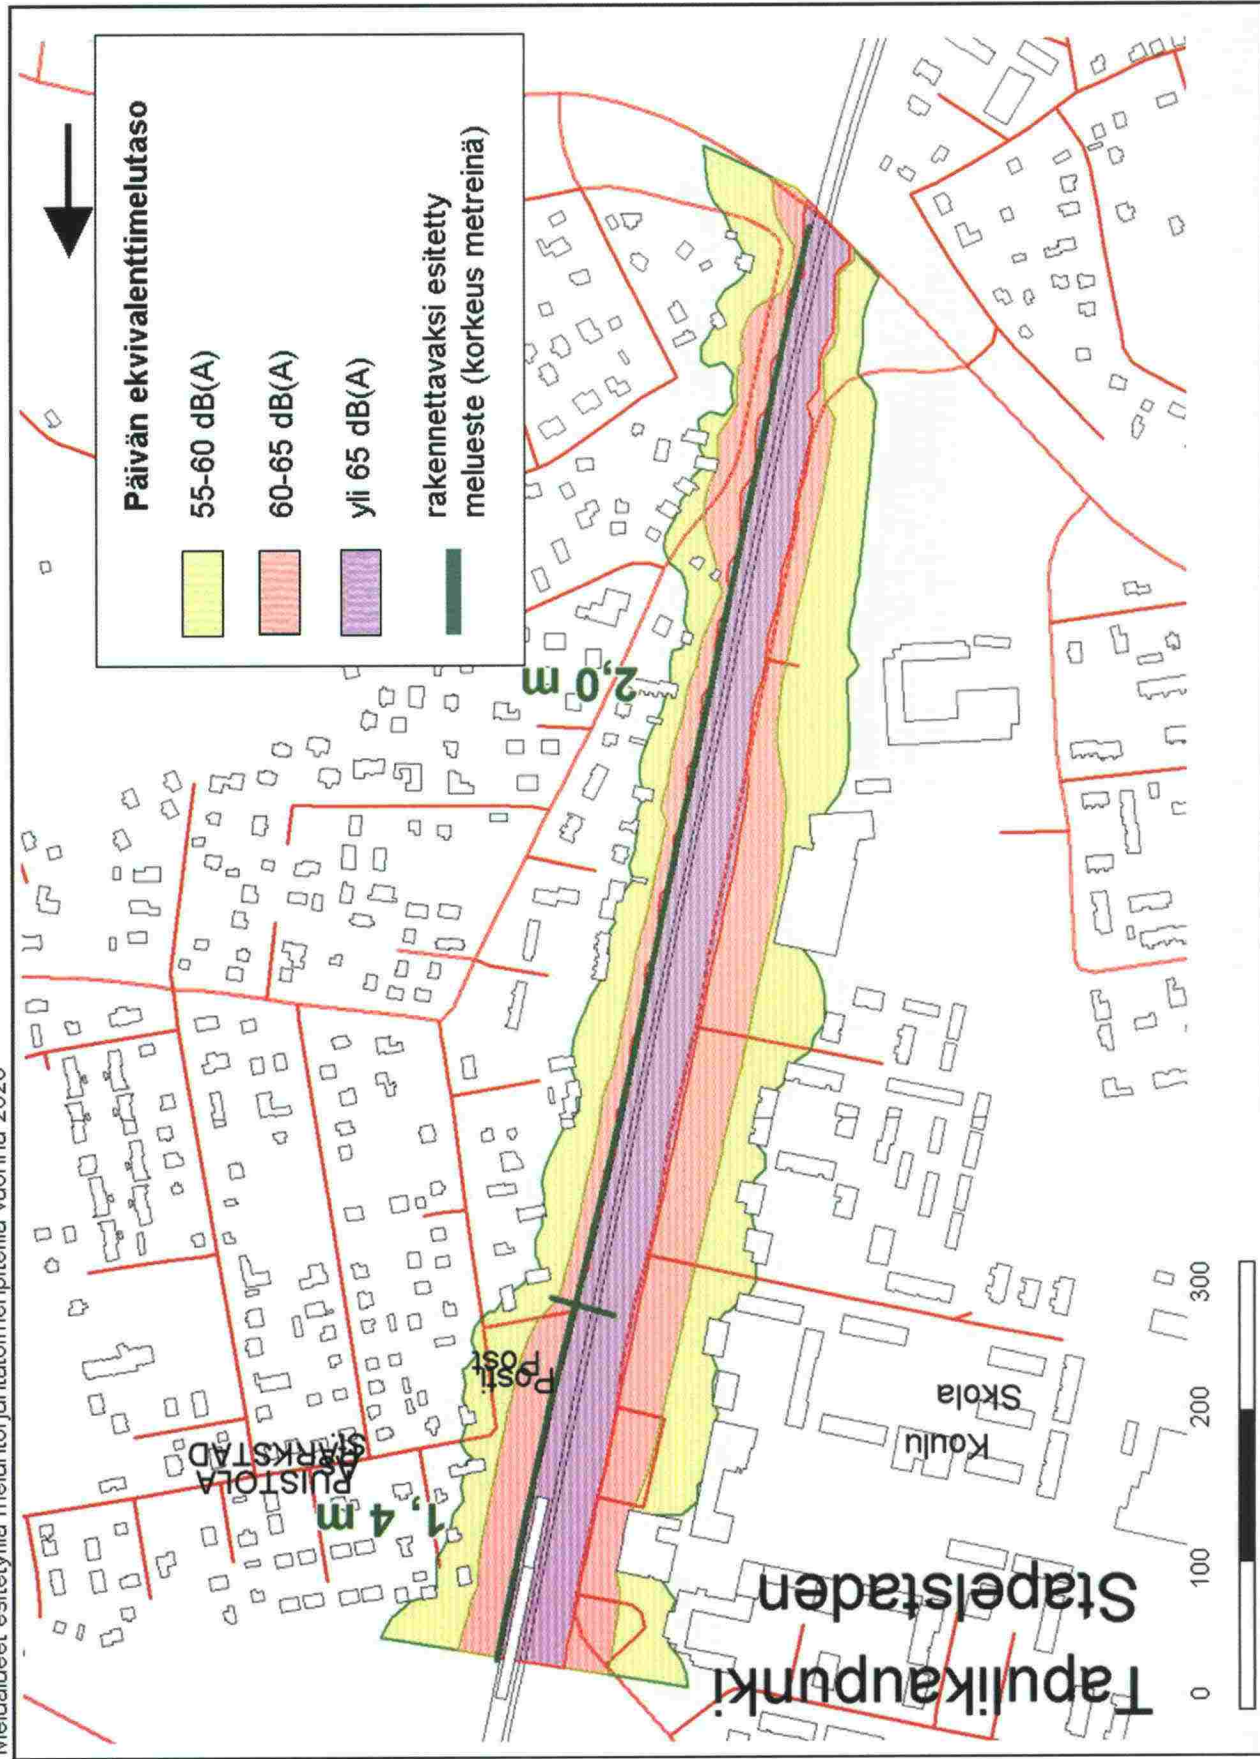 Päivän ekvivalenttimelutaso
55-60 dB(A)
60-65 dB(A)
yli 65 dB(A)
rakennettavaksi esitetty
melueste (korkeus metreinä)
2,0 m
1,4 m
PUISTOLA
PARKSTAD
Posti
Post
Koulu
Skola
Tapulikaupunki
Stapelstaden
0
100
200
300